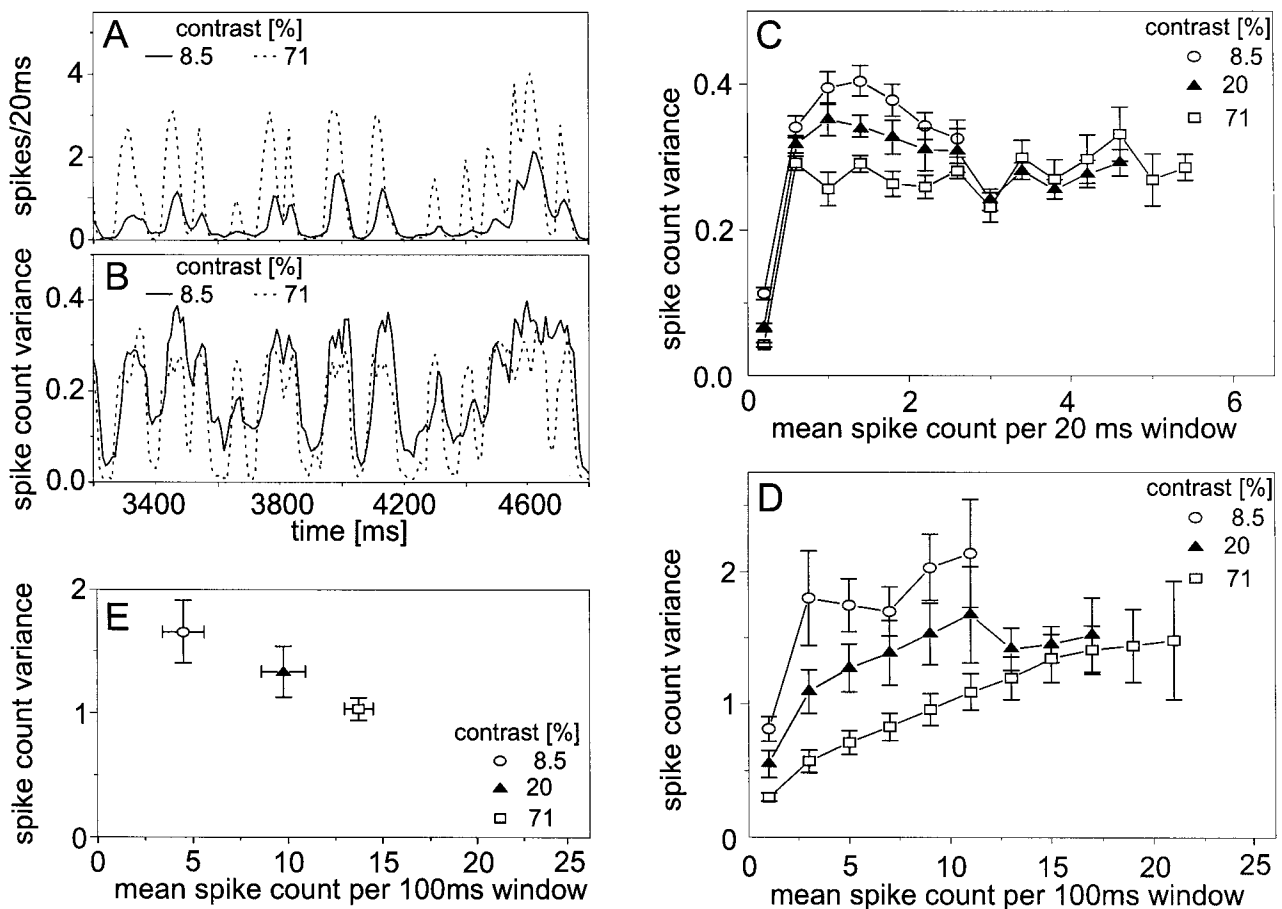 A
contrast [%]
8.5 71
spikes/20ms
4
2
0
B
contrast [%]
8.5 71
spike count variance
0.4
0.2
0.0
3400 3800 4200 4600
time [ms]
C
contrast [%]
8.5
20
71
spike count variance
0.4
0.2
0.0
0 2 4 6
mean spike count per 20 ms window
E
contrast [%]
8.5
20
71
spike count variance
2
1
0
0 5 10 15 20 25
mean spike count per 100ms window
D
contrast [%]
8.5
20
71
spike count variance
2
1
0
0 5 10 15 20 25
mean spike count per 100ms window